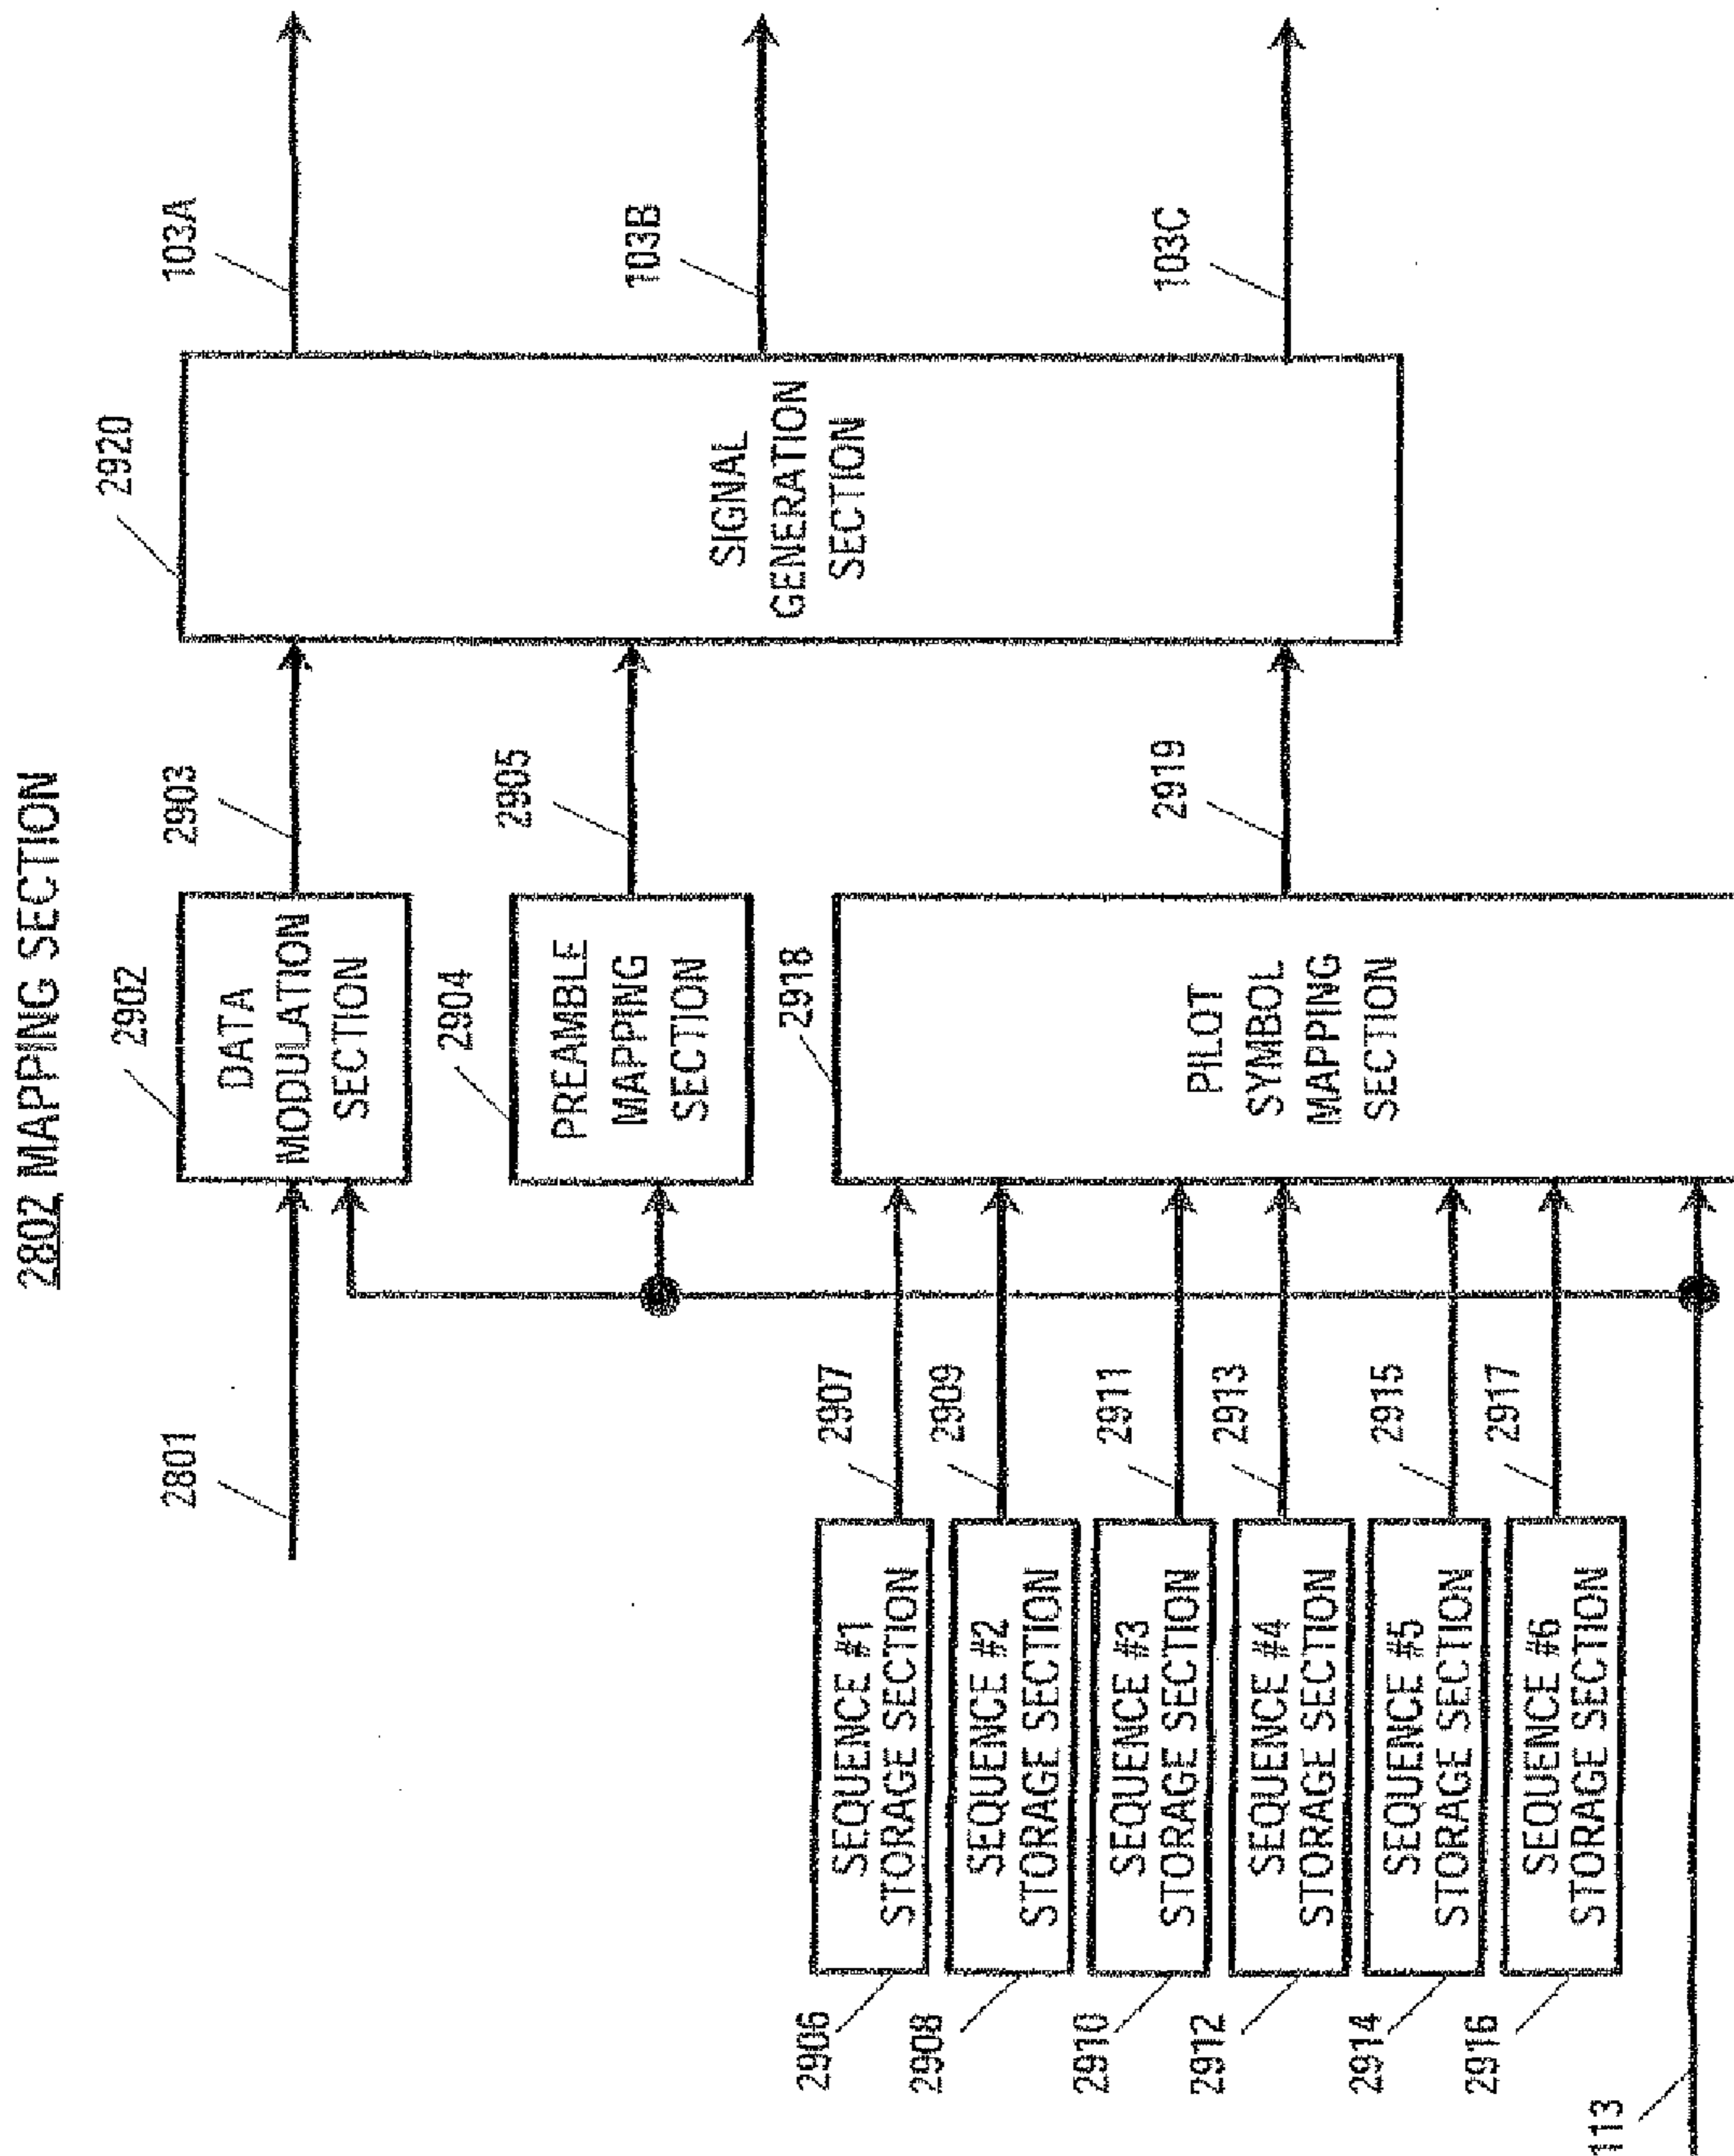 2802 MAPPING SECTION
2801
2902
DATA
MODULATION
SECTION
2903
2904
PREAMBLE
MAPPING
SECTION
2905
2906
SEQUENCE #1
STORAGE SECTION
2907
2908
SEQUENCE #2
STORAGE SECTION
2909
2910
SEQUENCE #3
STORAGE SECTION
2911
2912
SEQUENCE #4
STORAGE SECTION
2913
2914
SEQUENCE #5
STORAGE SECTION
2915
2916
SEQUENCE #6
STORAGE SECTION
2917
113
2918
PILOT
SYMBOL
MAPPING
SECTION
2919
2920
SIGNAL
GENERATION
SECTION
103A
103B
103C